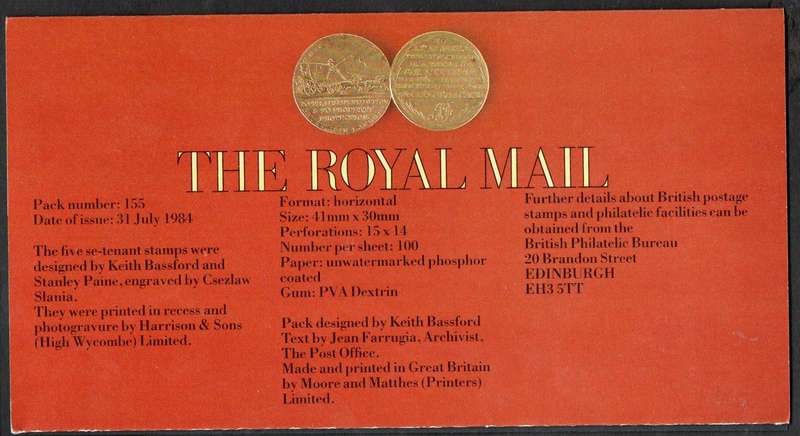 THE ROYAL MAIL
Pack number: 155
Date of issue: 31 July 1984
The five se-tenant stamps were
designed by Keith Bassford and
Stanley Paine, engraved by Csezlaw
Slania.
They were printed in recess and
photogravure by Harrison & Sons
(High Wycombe) Limited.
Format: horizontal
Size: 41mm x 30mm
Perforations: 15 x 14
Number per sheet: 100
Paper: unwatermarked phosphor
coated
Gum: PVA Dextrin
Pack designed by Keith Bassford
Text by Jean Farrugia, Archivist,
The Post Office.
Made and printed in Great Britain
by Moore and Matthes (Printers)
Limited.
Further details about British postage
stamps and philatelic facilities can be
obtained from the
British Philatelic Bureau
20 Brandon Street
EDINBURGH
EH3 5TT